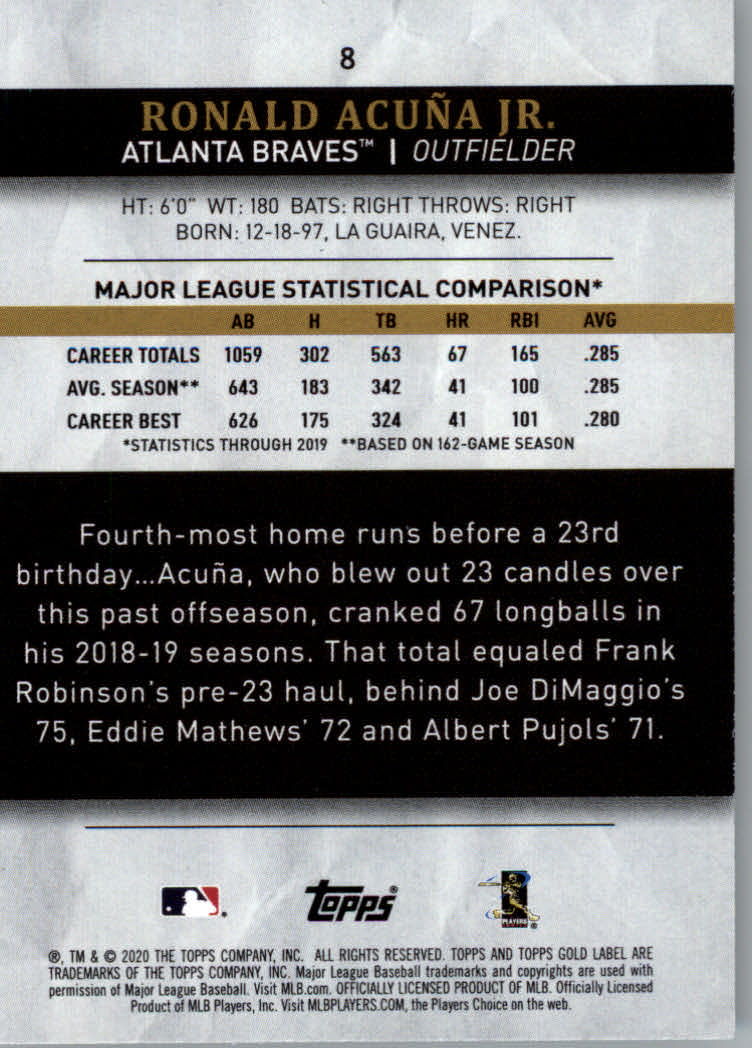 8
RONALD ACUÑA JR.
ATLANTA BRAVES™ | OUTFIELDER
HT: 6'0" WT: 180 BATS: RIGHT THROWS: RIGHT
BORN: 12-18-97, LA GUAIRA, VENEZ.
MAJOR LEAGUE STATISTICAL COMPARISON*
AB H TB HR RBI AVG
CAREER TOTALS 1059 302 563 67 165 .285
AVG. SEASON** 643 183 342 41 100 .285
CAREER BEST 626 175 324 41 101 .280
*STATISTICS THROUGH 2019 **BASED ON 162-GAME SEASON
Fourth-most home runs before a 23rd
birthday...Acuña, who blew out 23 candles over
this past offseason, cranked 67 longballs in
his 2018-19 seasons. That total equaled Frank
Robinson's pre-23 haul, behind Joe DiMaggio's
75, Eddie Mathews' 72 and Albert Pujols' 71.
topps®
PLAYERS
®, TM & © 2020 THE TOPPS COMPANY, INC. ALL RIGHTS RESERVED. TOPPS AND TOPPS GOLD LABEL ARE
TRADEMARKS OF THE TOPPS COMPANY, INC. Major League Baseball trademarks and copyrights are used with
permission of Major League Baseball. Visit MLB.com. OFFICIALLY LICENSED PRODUCT OF MLB. Officially Licensed
Product of MLB Players, Inc. Visit MLBPLAYERS.COM, the Players Choice on the web.